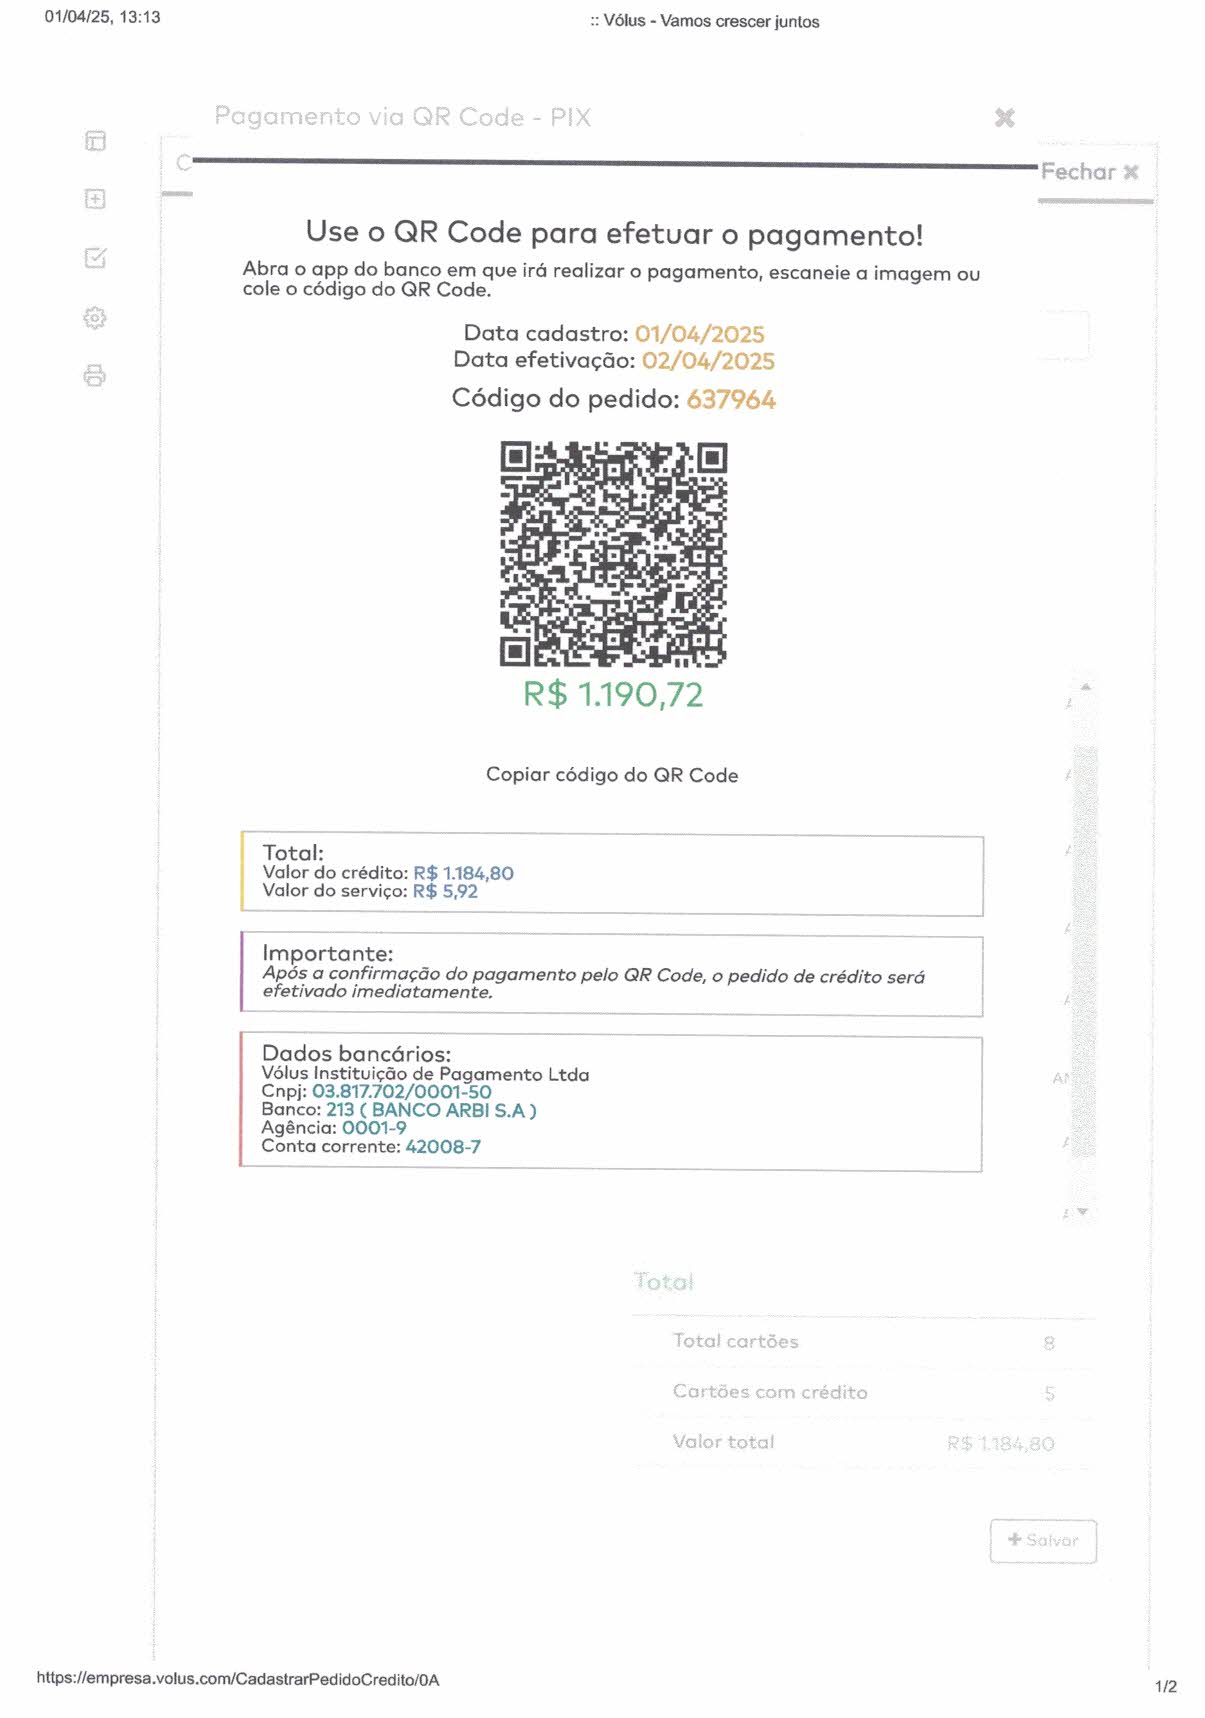 01/04/25, 13:13
:: Vólus - Vamos crescer juntos
Pagamento via QR Code - PIX
Fechar
Use o QR Code para efetuar o pagamento!
Abra o app do banco em que irá realizar o pagamento, escaneie a imagem ou
cole o código do QR Code.
Data cadastro: 01/04/2025
Data efetivação: 02/04/2025
Código do pedido: 637964
R$ 1.190,72
Copiar código do QR Code
Total:
Valor do crédito: R$ 1.184,80
Valor do serviço: R$ 5,92
Importante:
Após a confirmação do pagamento pelo QR Code, o pedido de crédito será
efetivado imediatamente.
Dados bancários:
Vólus Instituição de Pagamento Ltda
Cnpj: 03.817.702/0001-50
Banco: 213 ( BANCO ARBI S.A )
Agência: 0001-9
Conta corrente: 42008-7
Total
Total cartões 8
Cartões com crédito 5
Valor total R$ 1.184,80
+ Salvar
https://empresa.volus.com/CadastrarPedidoCredito/0A
1/2